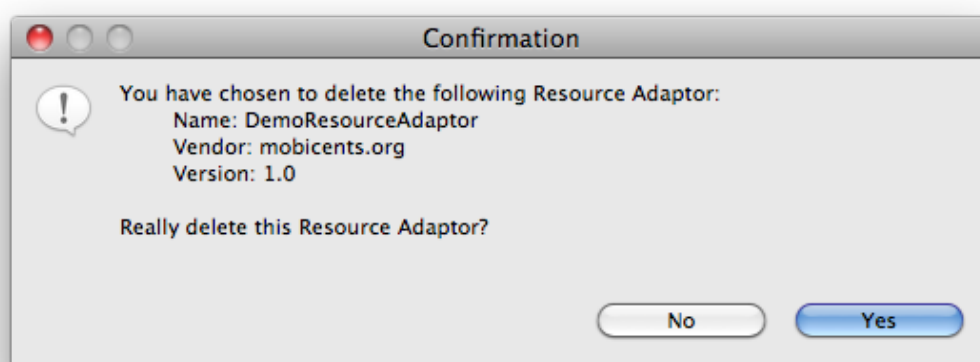 Confirmation
You have chosen to delete the following Resource Adaptor:
Name: DemoResourceAdaptor
Vendor: mobicents.org
Version: 1.0
Really delete this Resource Adaptor?
No
Yes